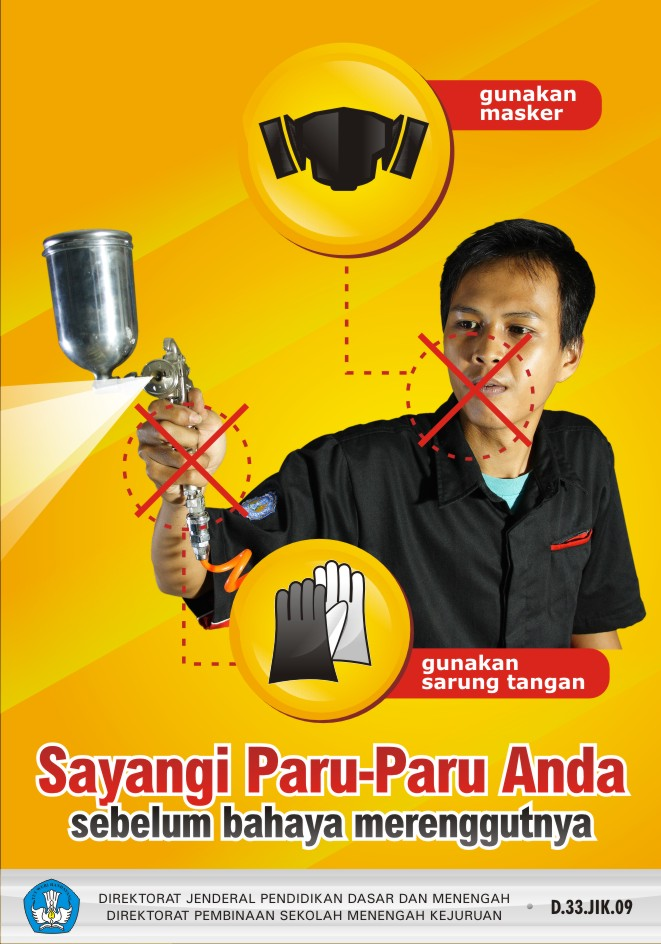 gunakan
masker
gunakan
sarung tangan
Sayangi Paru-Paru Anda
sebelum bahaya merenggutnya
DIREKTORAT JENDERAL PENDIDIKAN DASAR DAN MENENGAH
DIREKTORAT PEMBINAAN SEKOLAH MENENGAH KEJURUAN
D.33.JIK.09